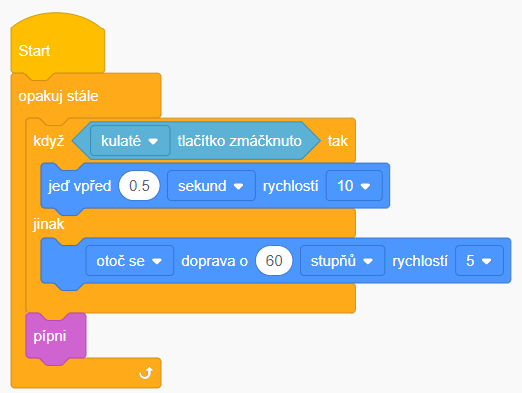 Start
opakuj stále
když kulaté tlačítko zmáčknuto tak
jeď vpřed 0.5 sekund rychlostí 10
jinak
otoč se doprava o 60 stupňů rychlostí 5
pípni